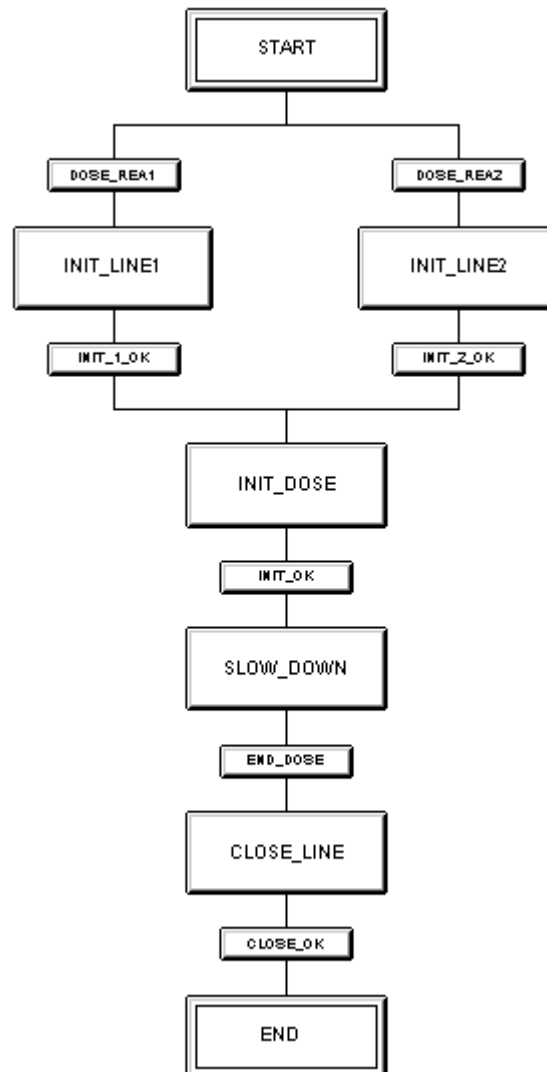 START
DOSE_REA1
DOSE_REA2
INIT_LINE1
INIT_LINE2
INIT_1_OK
INIT_2_OK
INIT_DOSE
INIT_OK
SLOW_DOWN
END_DOSE
CLOSE_LINE
CLOSE_OK
END